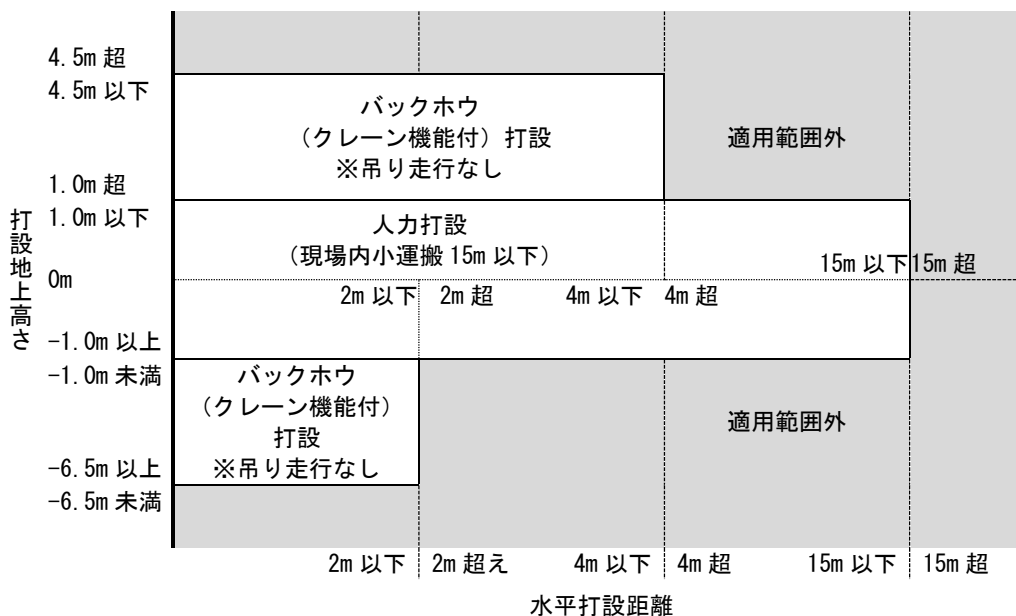 4.5m 超
4.5m 以下
バックホウ
（クレーン機能付）打設
※吊り走行なし
適用範囲外
1.0m 超
1.0m 以下
人力打設
（現場内小運搬 15m 以下）
打設地上高さ
15m 以下 15m 超
0m
2m 以下 2m 超 4m 以下 4m 超
-1.0m 以上
-1.0m 未満
バックホウ
（クレーン機能付）
打設
※吊り走行なし
適用範囲外
-6.5m 以上
-6.5m 未満
2m 以下 2m 超え 4m 以下 4m 超 15m 以下 15m 超
水平打設距離